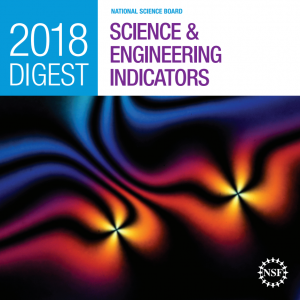 2018
DIGEST
NATIONAL SCIENCE BOARD
SCIENCE &
ENGINEERING
INDICATORS
NSF